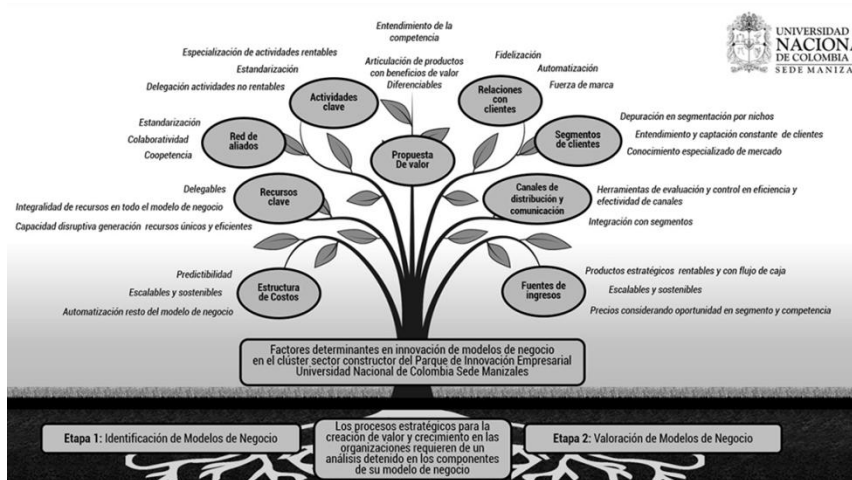 Entendimiento de la
competencia
UNIVERSIDAD
NACIONA
DE COLOMBIA
SEDE MANIZA
Especialización de actividades rentables
Estandarización
Delegación actividades no rentables
Actividades
clave
Articulación de productos
con beneficios de valor
Diferenciables
Propuesta
De valor
Fidelización
Automatización
Fuerza de marca
Relaciones
con
clientes
Estandarización
Colaboratividad
Coopetencia
Red de
aliados
Segmentos
de clientes
Depuración en segmentación por nichos
Entendimiento y captación constante de clientes
Conocimiento especializado de mercado
Delegables
Integralidad de recursos en todo el modelo de negocio
Capacidad disruptiva generación recursos únicos y eficientes
Recursos
clave
Canales de
distribución y
comunicación
Herramientas de evaluación y control en eficiencia y
efectividad de canales
Integración con segmentos
Predictibilidad
Escalables y sostenibles
Automatización resto del modelo de negocio
Estructura
de Costos
Fuentes de
ingresos
Productos estratégicos rentables y con flujo de caja
Escalables y sostenibles
Precios considerando oportunidad en segmento y competencia
Factores determinantes en innovación de modelos de negocio
en el clúster sector constructor del Parque de Innovación Empresarial
Universidad Nacional de Colombia Sede Manizales
Etapa 1: Identificación de Modelos de Negocio
Los procesos estratégicos para la
creación de valor y crecimiento en las
organizaciones requieren de un
análisis detenido en los componentes
de su modelo de negocio
Etapa 2: Valoración de Modelos de Negocio